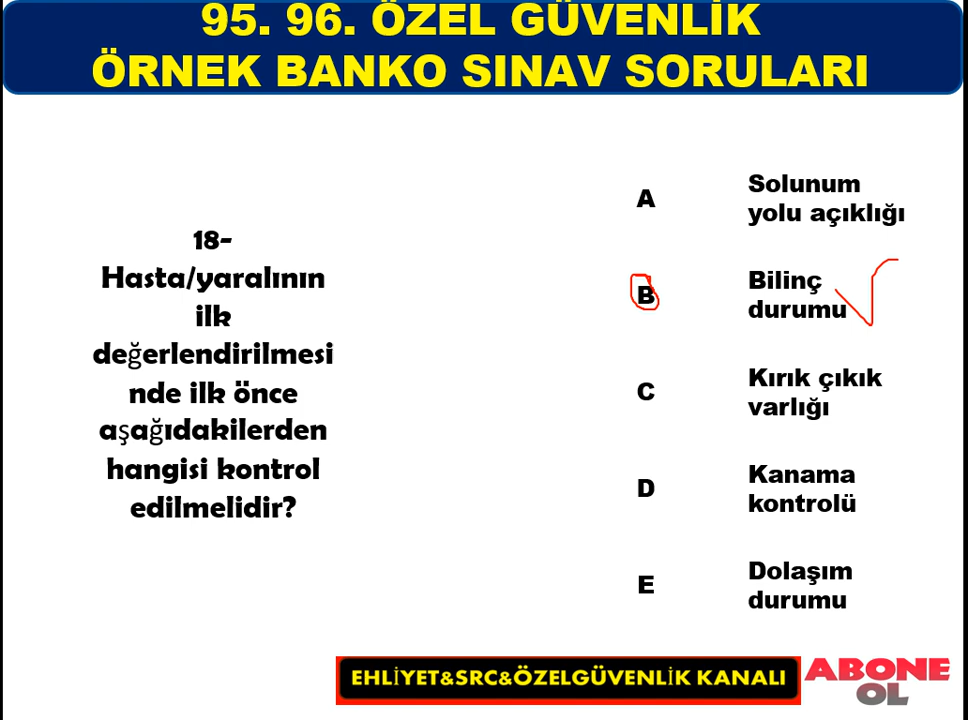 95. 96. ÖZEL GÜVENLİK
ÖRNEK BANKO SINAV SORULARI
18-
Hasta/yaralının
ilk
değerlendirilmesi
nde ilk önce
aşağıdakilerden
hangisi kontrol
edilmelidir?
A
Solunum
yolu açıklığı
B
Bilinç
durumu
C
Kırık çıkık
varlığı
D
Kanama
kontrolü
E
Dolaşım
durumu
EHLİYET&SRC&ÖZELGÜVENLİK KANALI
ABONE
OL